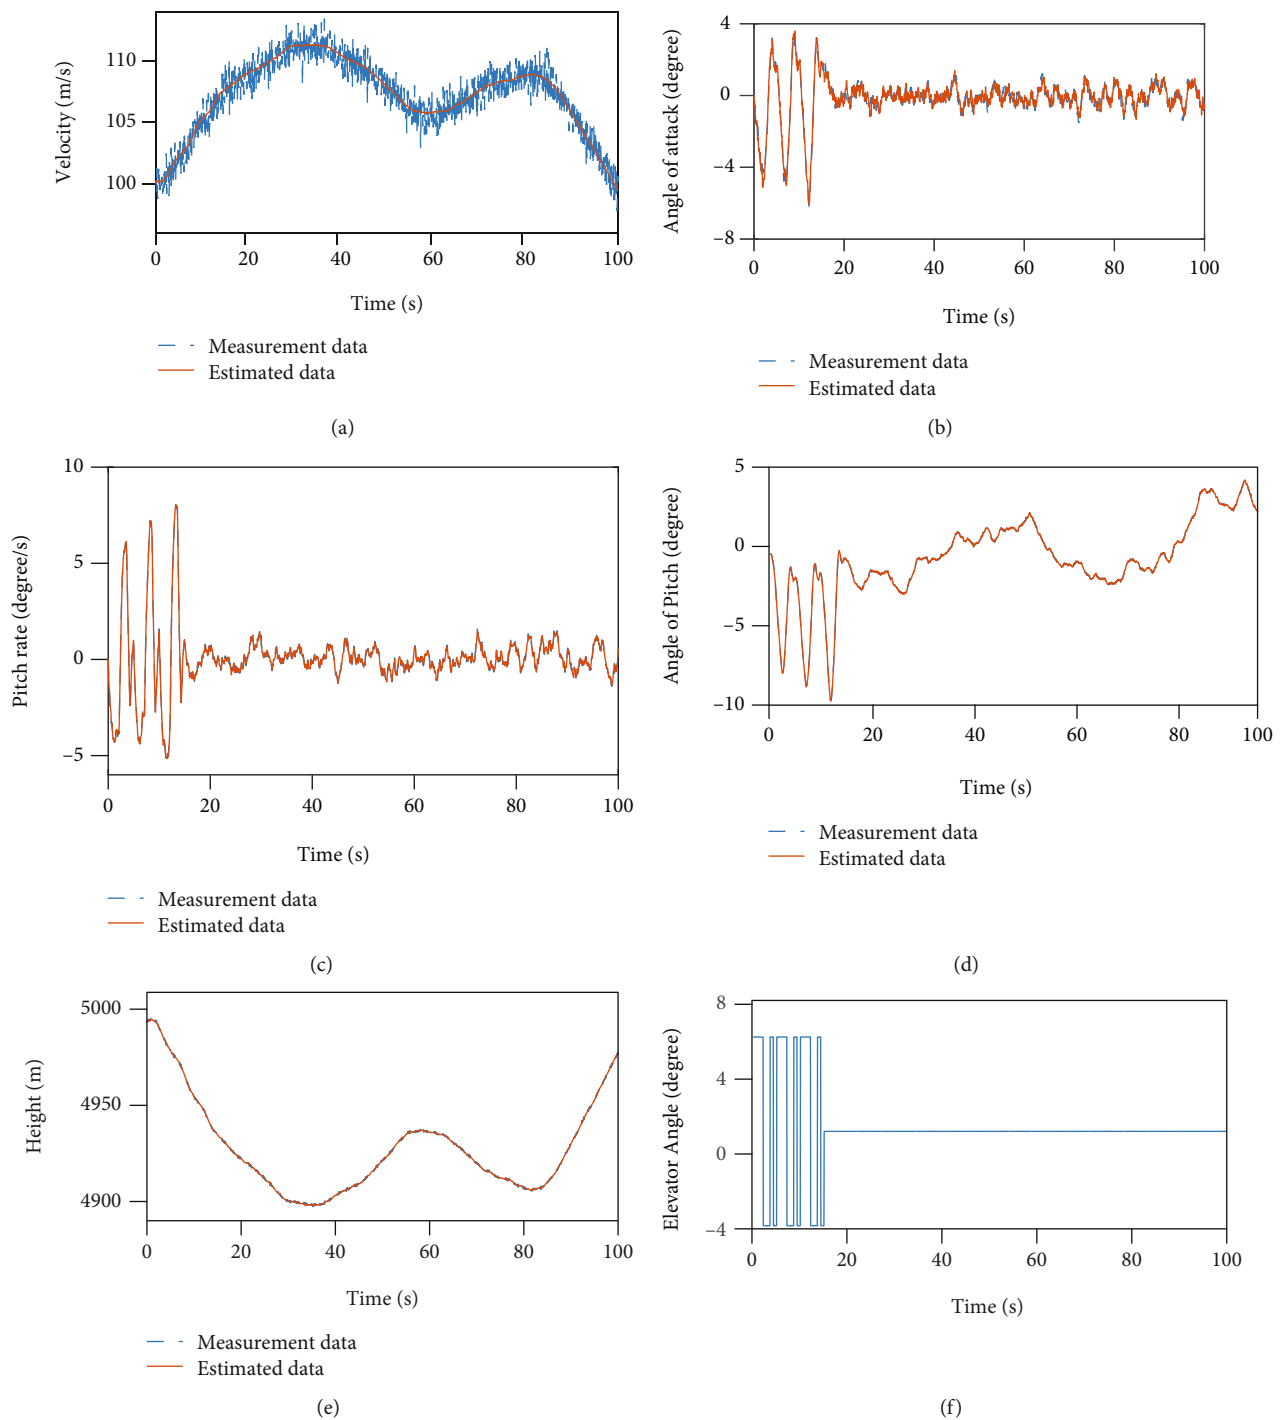 110
105
100
Velocity (m/s)
0 20 40 60 80 100
Time (s)
Measurement data
Estimated data
(a)
4
0
−4
−8
Angle of attack (degree)
0 20 40 60 80 100
Time (s)
Measurement data
Estimated data
(b)
10
5
0
−5
Pitch rate (degree/s)
0 20 40 60 80 100
Time (s)
Measurement data
Estimated data
(c)
5
0
−5
−10
Angle of Pitch (degree)
0 20 40 60 80 100
Time (s)
Measurement data
Estimated data
(d)
5000
4950
4900
Height (m)
0 20 40 60 80 100
Time (s)
Measurement data
Estimated data
(e)
8
4
0
−4
Elevator Angle (degree)
0 20 40 60 80 100
Time (s)
(f)